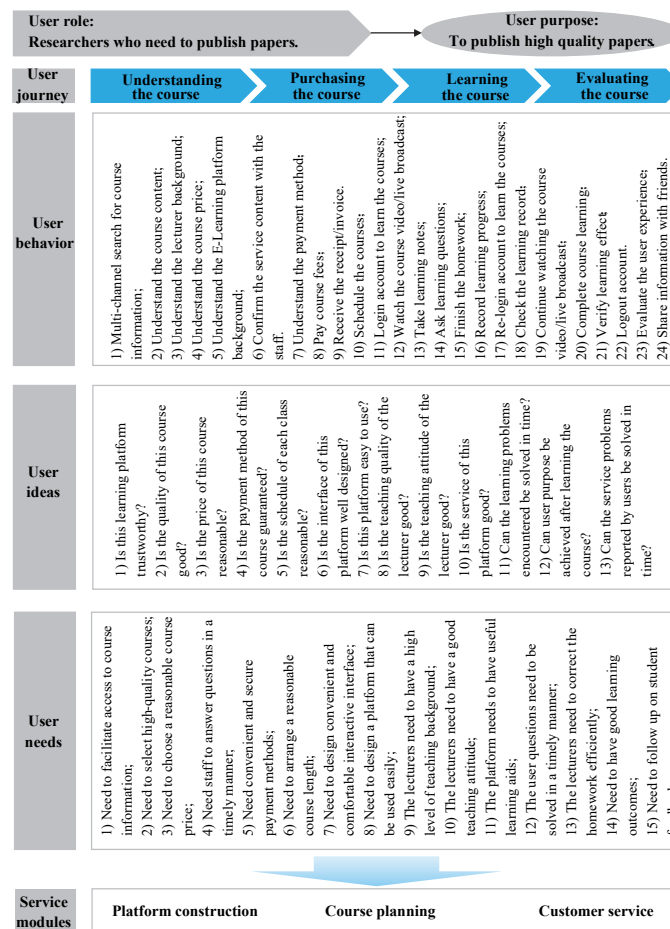 User role:
Researchers who need to publish papers.
User purpose:
To publish high quality papers.
User
journey
Understanding
the course
Purchasing
the course
Learning
the course
Evaluating
the course
User
behavior
1) Multi-channel search for course
information;
2) Understand the course content;
3) Understand the lecturer background;
4) Understand the course price;
5) Understand the E-Learning platform
background;
6) Confirm the service content with the
staff.
7) Understand the payment method;
8) Pay course fees;
9) Receive the receipt/invoice.
10) Schedule the courses;
11) Login account to learn the courses;
12) Watch the course video/live broadcast;
13) Take learning notes;
14) Ask learning questions;
15) Finish the homework;
16) Record learning progress;
17) Re-login account to learn the courses;
18) Check the learning record;
19) Continue watching the course
video/live broadcast;
20) Complete course learning;
21) Verify learning effect;
22) Logout account.
23) Evaluate the user experience;
24) Share information with friends.
User
ideas
1) Is this learning platform
trustworthy?
2) Is the quality of this course
good?
3) Is the price of this course
reasonable?
4) Is the payment method of this
course guaranteed?
5) Is the schedule of each class
reasonable?
6) Is the interface of this
platform well designed?
7) Is this platform easy to use?
8) Is the teaching quality of the
lecturer good?
9) Is the teaching attitude of the
lecturer good?
10) Is the service of this
platform good?
11) Can the learning problems
encountered be solved in time?
12) Can user purpose be
achieved after learning the
course?
13) Can the service problems
reported by users be solved in
time?
User
needs
1) Need to facilitate access to course
information;
2) Need to select high-quality courses;
3) Need to choose a reasonable course
price;
4) Need staff to answer questions in a
timely manner;
5) Need convenient and secure
payment methods;
6) Need to arrange a reasonable
course length;
7) Need to design convenient and
comfortable interactive interface;
8) Need to design a platform that can
be used easily;
9) The lecturers need to have a high
level of teaching background;
10) The lecturers need to have a good
teaching attitude;
11) The platform needs to have useful
learning aids;
12) The user questions need to be
solved in a timely manner;
13) The lecturers need to correct the
homework efficiently;
14) Need to have good learning
outcomes;
15) Need to follow up on student
Service
modules
Platform construction
Course planning
Customer service